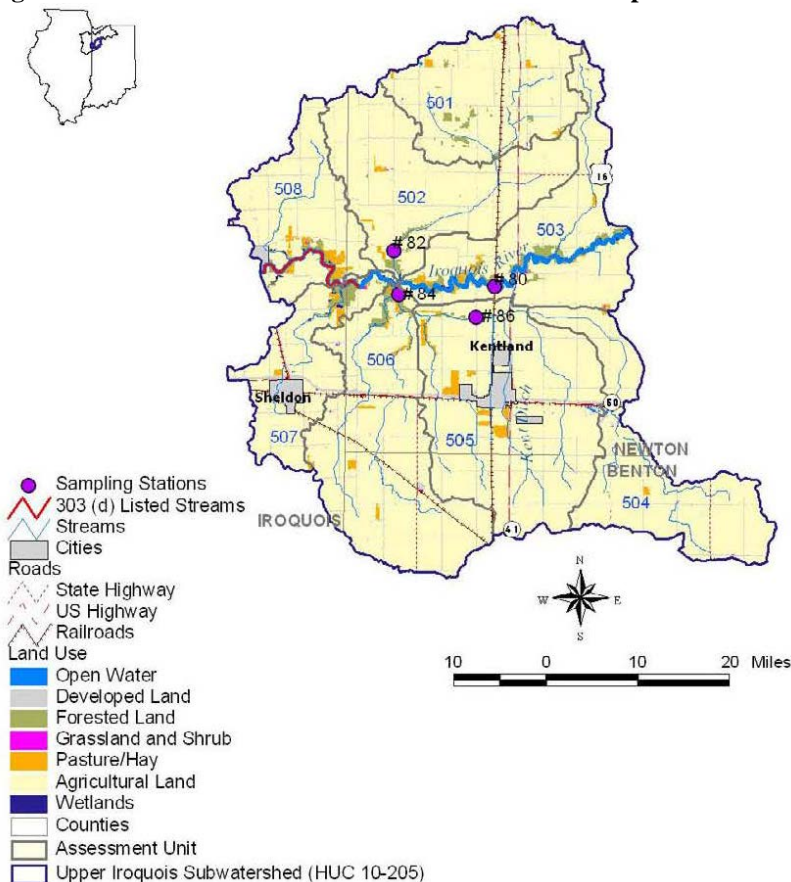 501
16
508
502
503
# 82
Iroquois River
# 80
# 84
# 86
Kentland
506
Sheldon
Kent Ditch
505
507
NEWTON
BENTON
504
IROQUOIS
41
Sampling Stations
303 (d) Listed Streams
Streams
Cities
Roads
State Highway
US Highway
Railroads
Land Use
Open Water
Developed Land
Forested Land
Grassland and Shrub
Pasture/Hay
Agricultural Land
Wetlands
Counties
Assessment Unit
Upper Iroquois Subwatershed (HUC 10-205)
N
W
E
S
10 0 10 20 Miles